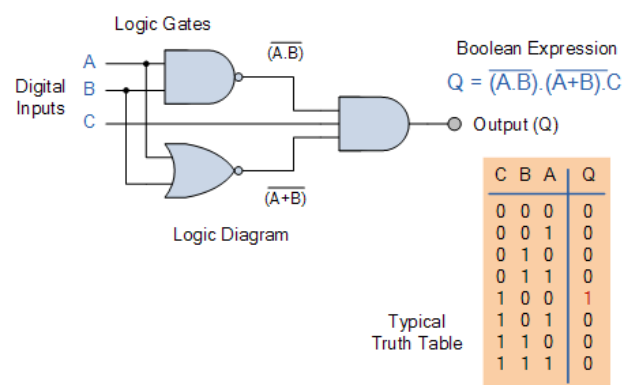 Logic Gates
A
B
C
Digital
Inputs
(A.B)
(A+B)
Logic Diagram
Boolean Expression
Q = (A.B).(A+B).C
Output (Q)
C B A Q
0 0 0 0
0 0 1 0
0 1 0 0
0 1 1 0
1 0 0 1
1 0 1 0
1 1 0 0
1 1 1 0
Typical
Truth Table